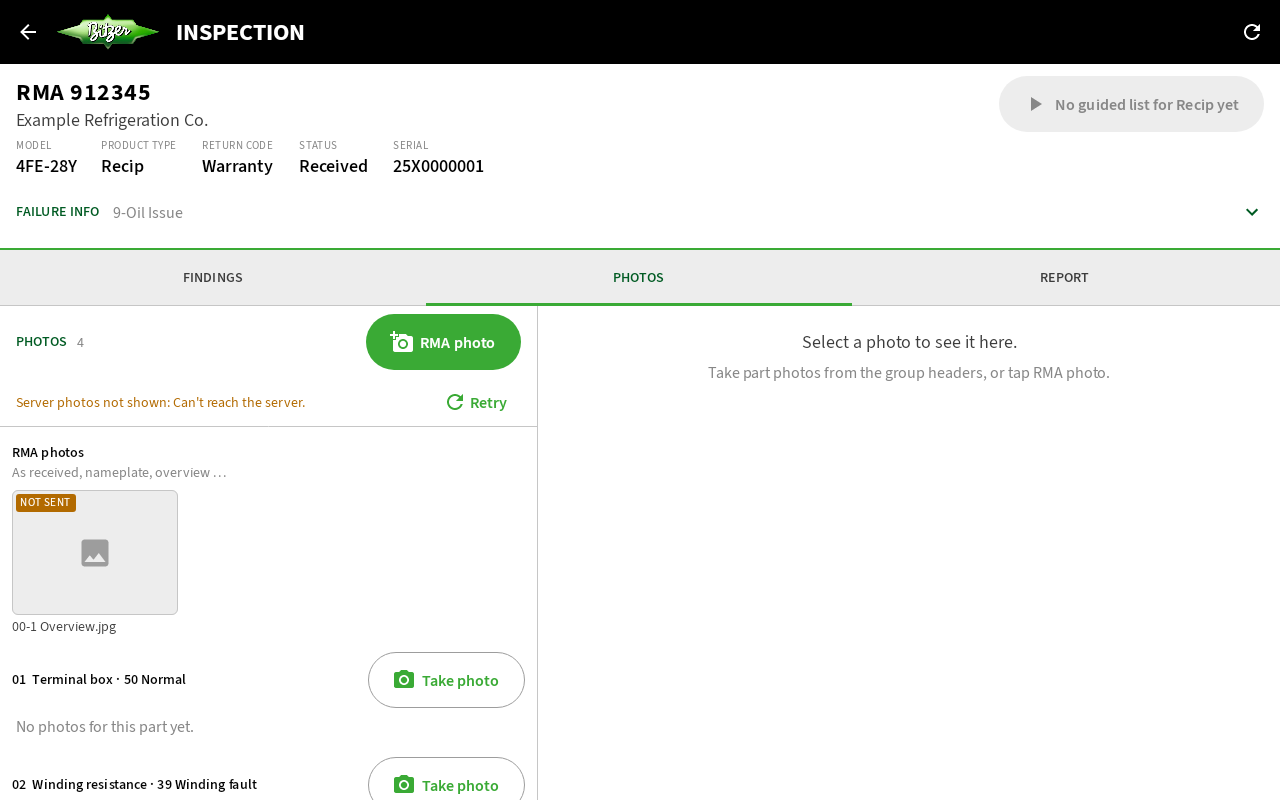 Bitzer
INSPECTION
RMA 912345
Example Refrigeration Co.
No guided list for Recip yet
MODEL PRODUCT TYPE RETURN CODE STATUS SERIAL
4FE-28Y Recip Warranty Received 25X0000001
FAILURE INFO 9-Oil Issue
FINDINGS PHOTOS REPORT
PHOTOS 4
RMA photo
Server photos not shown: Can't reach the server.
Retry
RMA photos
As received, nameplate, overview …
NOT SENT
00-1 Overview.jpg
01 Terminal box · 50 Normal
Take photo
No photos for this part yet.
02 Winding resistance · 39 Winding fault
Take photo
Select a photo to see it here.
Take part photos from the group headers, or tap RMA photo.